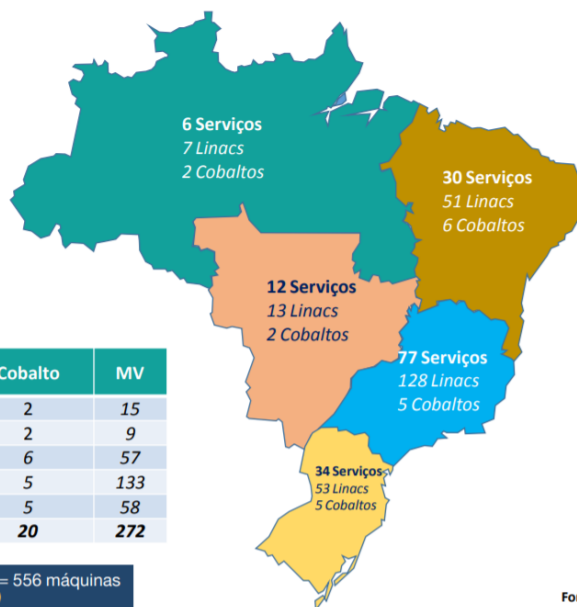 6 Serviços
7 Linacs
2 Cobaltos
30 Serviços
51 Linacs
6 Cobaltos
12 Serviços
13 Linacs
2 Cobaltos
77 Serviços
128 Linacs
5 Cobaltos
34 Serviços
53 Linacs
5 Cobaltos
Cobalto MV
2 15
2 9
6 57
5 133
5 58
20 272
= 556 máquinas